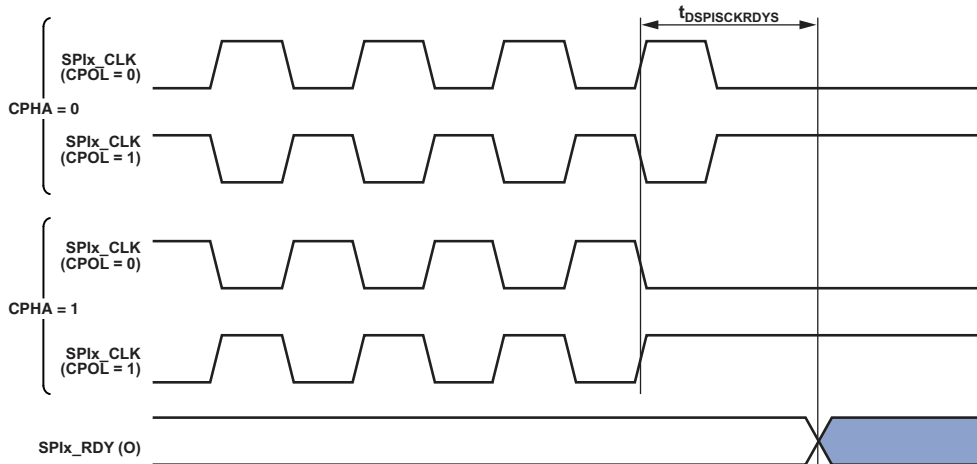 tDSPISCKRDYS
SPIx_CLK
(CPOL = 0)
CPHA = 0
SPIx_CLK
(CPOL = 1)
SPIx_CLK
(CPOL = 0)
CPHA = 1
SPIx_CLK
(CPOL = 1)
SPIx_RDY (O)